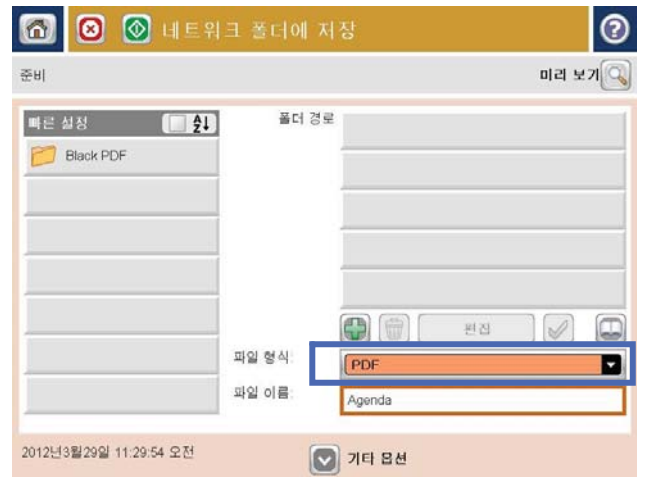 네트워크 폴더에 저장
준비
미리 보기
빠른 설정
폴더 경로
Black PDF
편집
파일 형식:
PDF
파일 이름:
Agenda
2012년3월29일 11:29:54 오전
기타 옵션